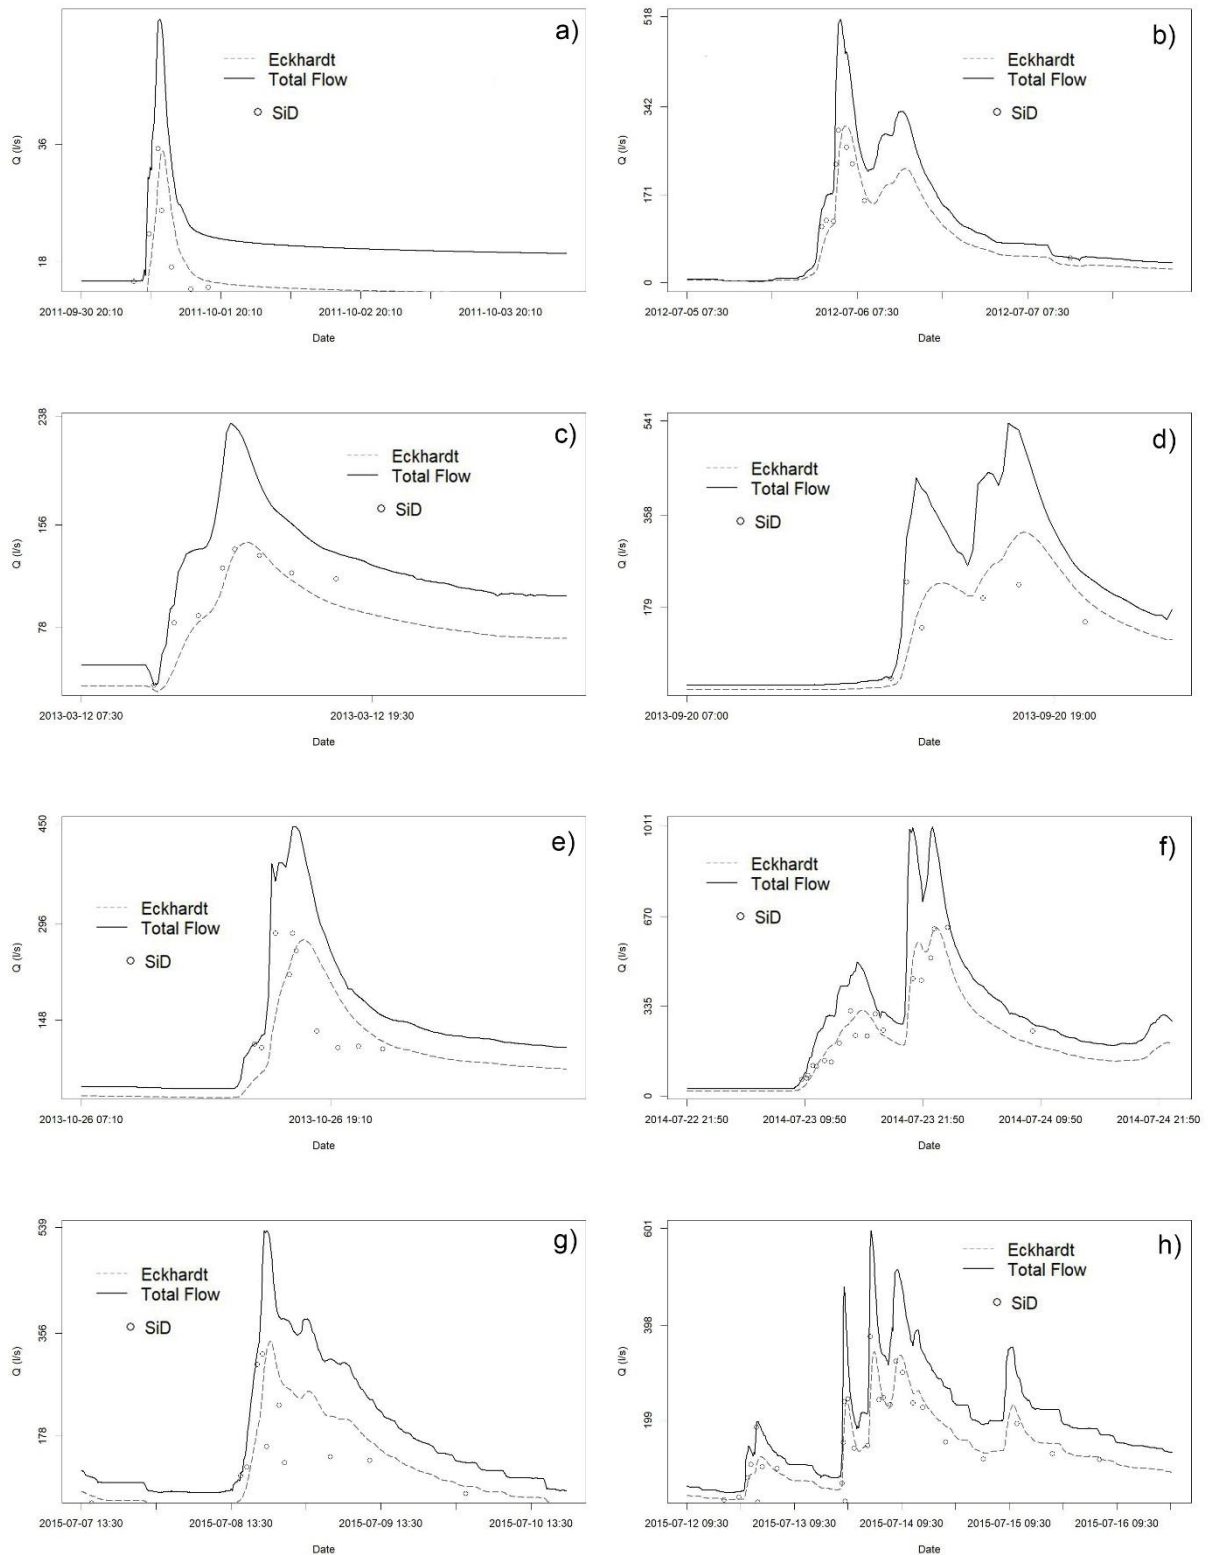 a)
Eckhardt
Total Flow
SiD
Q (l/s)
36
18
2011-09-30 20:10
2011-10-01 20:10
2011-10-02 20:10
2011-10-03 20:10
Date
b)
Eckhardt
Total Flow
SiD
Q (l/s)
518
342
171
0
2012-07-05 07:30
2012-07-06 07:30
2012-07-07 07:30
Date
c)
Eckhardt
Total Flow
SiD
Q (l/s)
238
156
78
2013-03-12 07:30
2013-03-12 19:30
Date
d)
Eckhardt
Total Flow
SiD
Q (l/s)
541
358
179
2013-09-20 07:00
2013-09-20 19:00
Date
e)
Eckhardt
Total Flow
SiD
Q (l/s)
450
296
148
2013-10-26 07:10
2013-10-26 19:10
Date
f)
Eckhardt
Total Flow
SiD
Q (l/s)
1011
670
335
0
2014-07-22 21:50
2014-07-23 09:50
2014-07-23 21:50
2014-07-24 09:50
2014-07-24 21:50
Date
g)
Eckhardt
Total Flow
SiD
Q (l/s)
539
356
178
2015-07-07 13:30
2015-07-08 13:30
2015-07-09 13:30
2015-07-10 13:30
Date
h)
Eckhardt
Total Flow
SiD
Q (l/s)
601
398
199
2015-07-12 09:30
2015-07-13 09:30
2015-07-14 09:30
2015-07-15 09:30
2015-07-16 09:30
Date